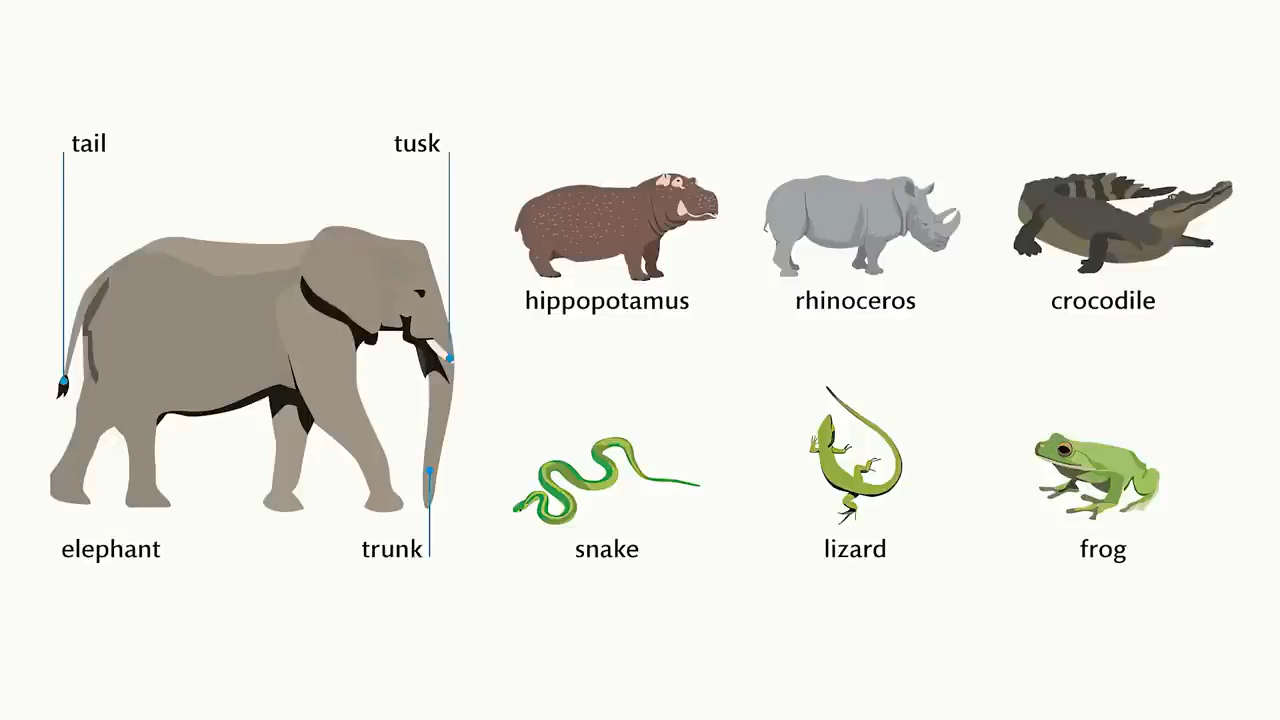 tail
tusk
hippopotamus
rhinoceros
crocodile
elephant
trunk
snake
lizard
frog